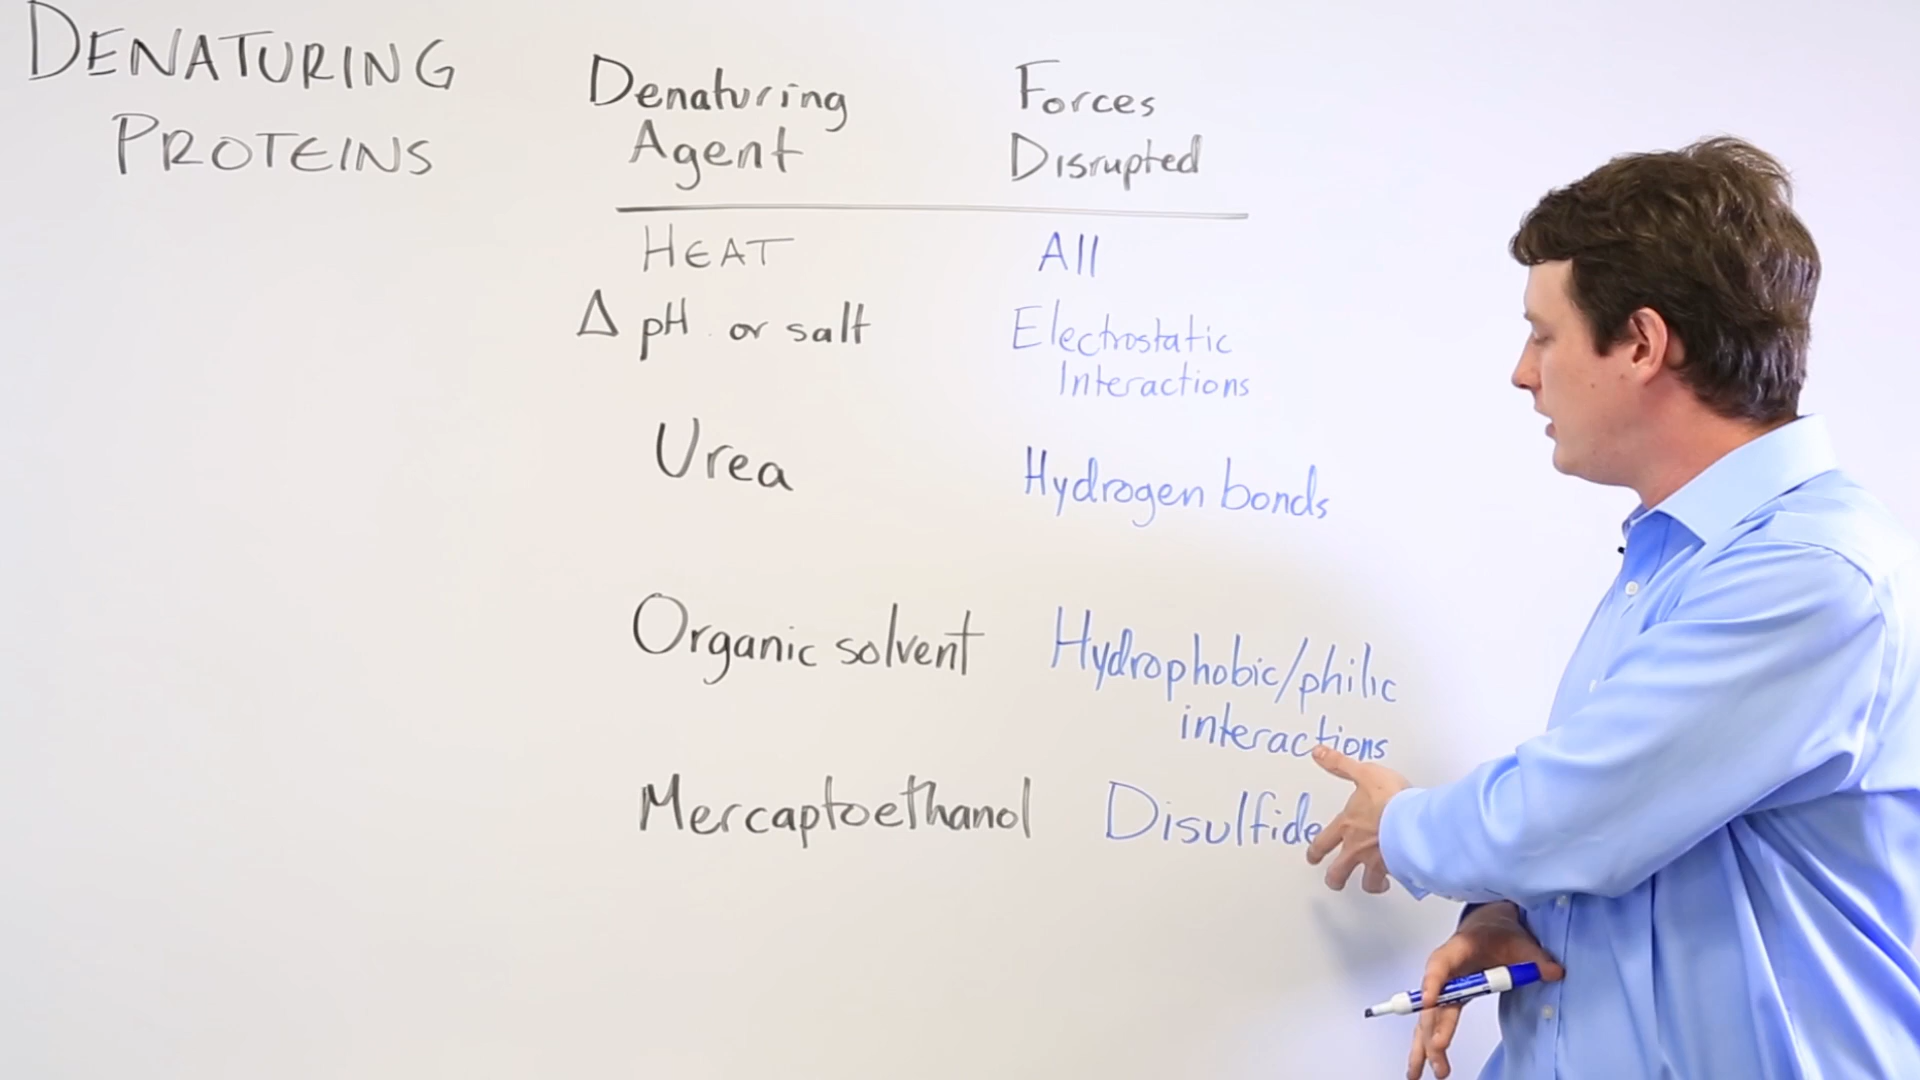 DENATURING
PROTEINS
Denaturing
Agent
Forces
Disrupted
HEAT
All
Δ pH or salt
Electrostatic
Interactions
Urea
Hydrogen bonds
Organic solvent
Hydrophobic/philic
interactions
Mercaptoethanol
Disulfide